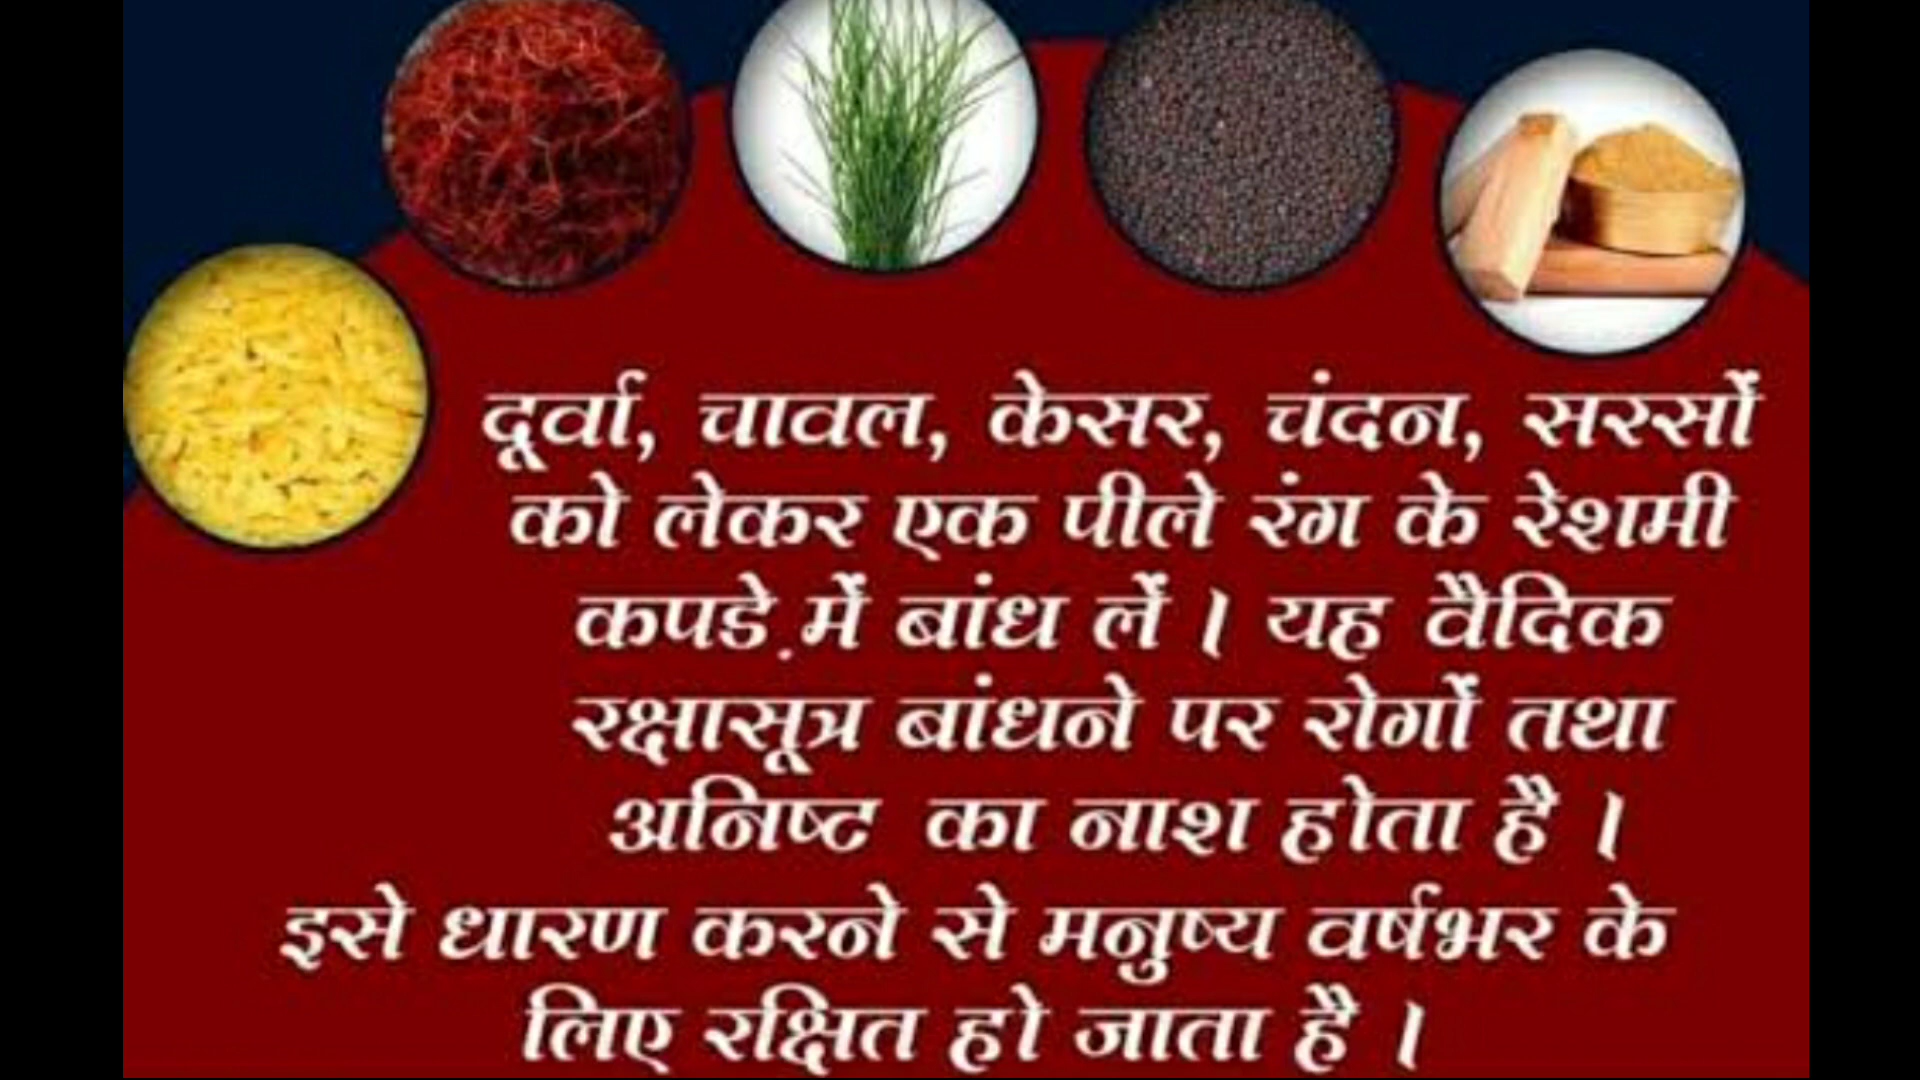 दूर्वा, चावल, केसर, चंदन, सरसों
को लेकर एक पीले रंग के रेशमी
कपडे में बांध लें । यह वैदिक
रक्षासूत्र बांधने पर रोगों तथा
अनिष्ट का नाश होता है ।
इसे धारण करने से मनुष्य वर्षभर के
लिए रक्षित हो जाता है ।